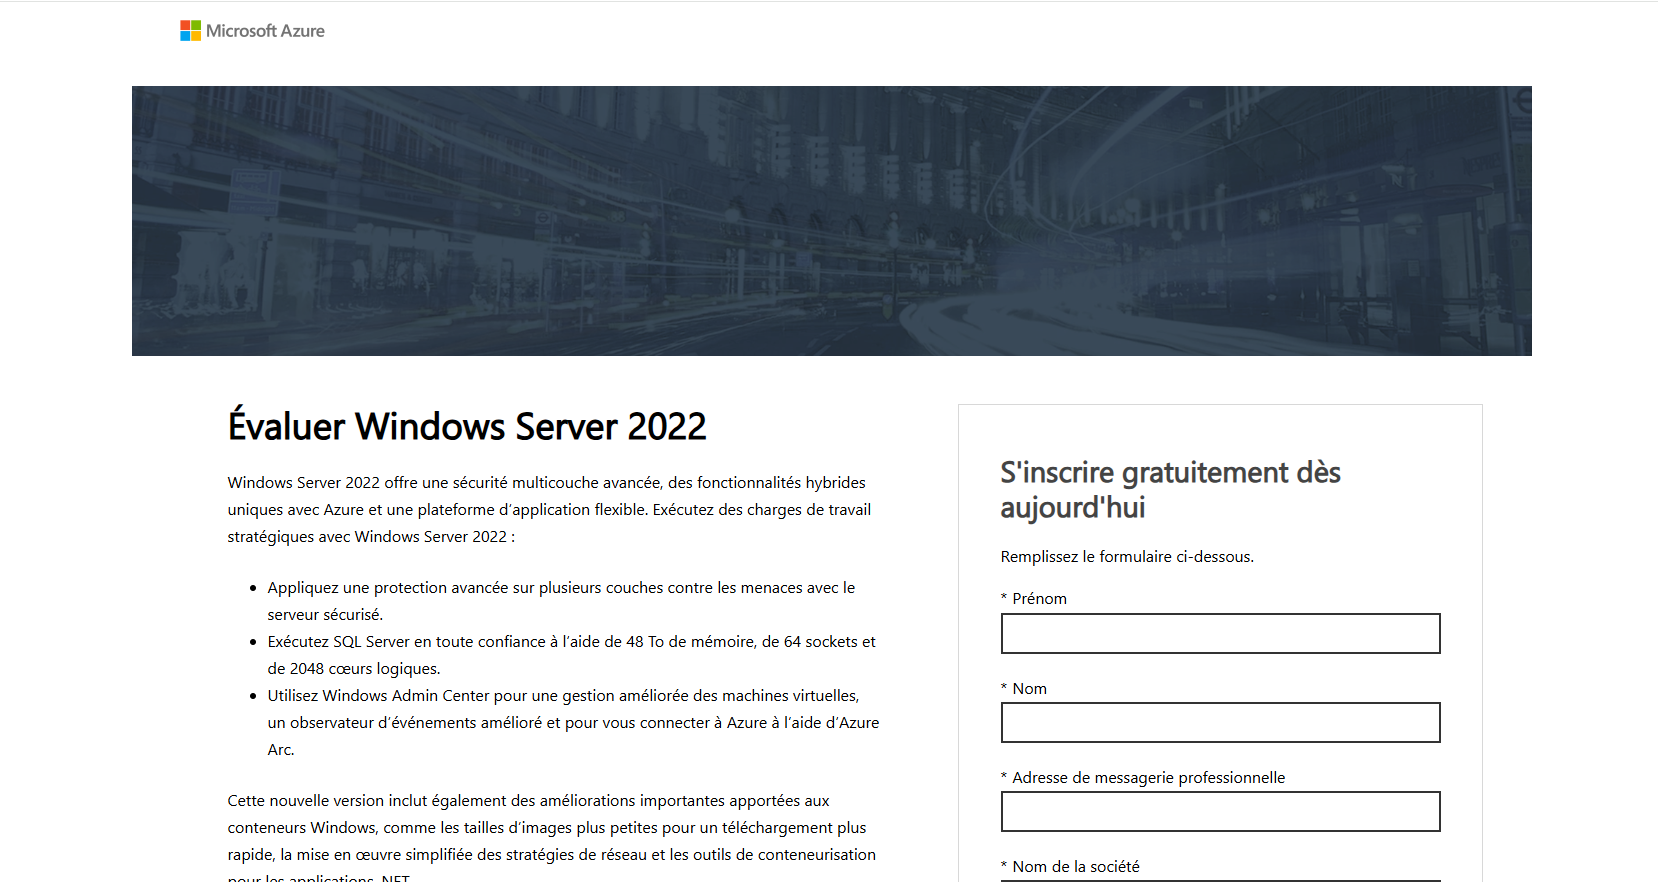 Microsoft Azure
Évaluer Windows Server 2022
Windows Server 2022 offre une sécurité multicouche avancée, des fonctionnalités hybrides
uniques avec Azure et une plateforme d’application flexible. Exécutez des charges de travail
stratégiques avec Windows Server 2022 :
• Appliquez une protection avancée sur plusieurs couches contre les menaces avec le
serveur sécurisé.
• Exécutez SQL Server en toute confiance à l’aide de 48 To de mémoire, de 64 sockets et
de 2048 cœurs logiques.
• Utilisez Windows Admin Center pour une gestion améliorée des machines virtuelles,
un observateur d’événements amélioré et pour vous connecter à Azure à l’aide d’Azure
Arc.
Cette nouvelle version inclut également des améliorations importantes apportées aux
conteneurs Windows, comme les tailles d’images plus petites pour un téléchargement plus
rapide, la mise en œuvre simplifiée des stratégies de réseau et les outils de conteneurisation
pour les applications .NET.
S'inscrire gratuitement dès
aujourd'hui
Remplissez le formulaire ci-dessous.
* Prénom
* Nom
* Adresse de messagerie professionnelle
* Nom de la société